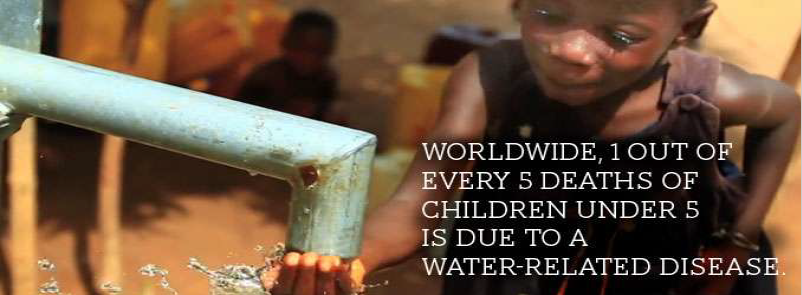 WORLDWIDE, 1 OUT OF
EVERY 5 DEATHS OF
CHILDREN UNDER 5
IS DUE TO A
WATER-RELATED DISEASE.